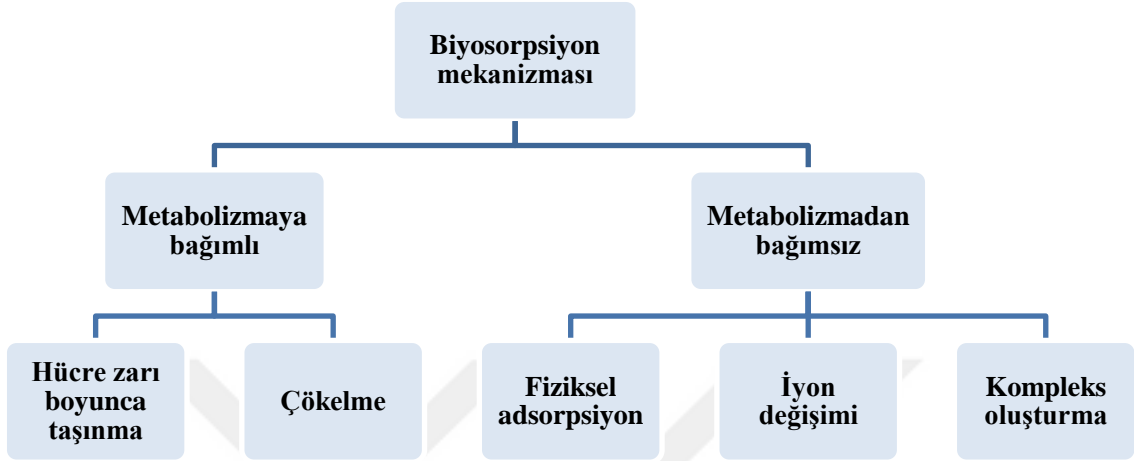 Biyosorpsiyon
mekanizması
Metabolizmaya
bağımlı
Metabolizmadan
bağımsız
Hücre zarı
boyunca
taşınma
Çökelme
Fiziksel
adsorpsiyon
İyon
değişimi
Kompleks
oluşturma